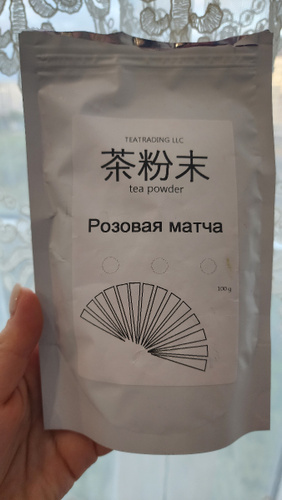 TEATRADING LLC
茶粉末
tea powder
Розовая матча
100 g